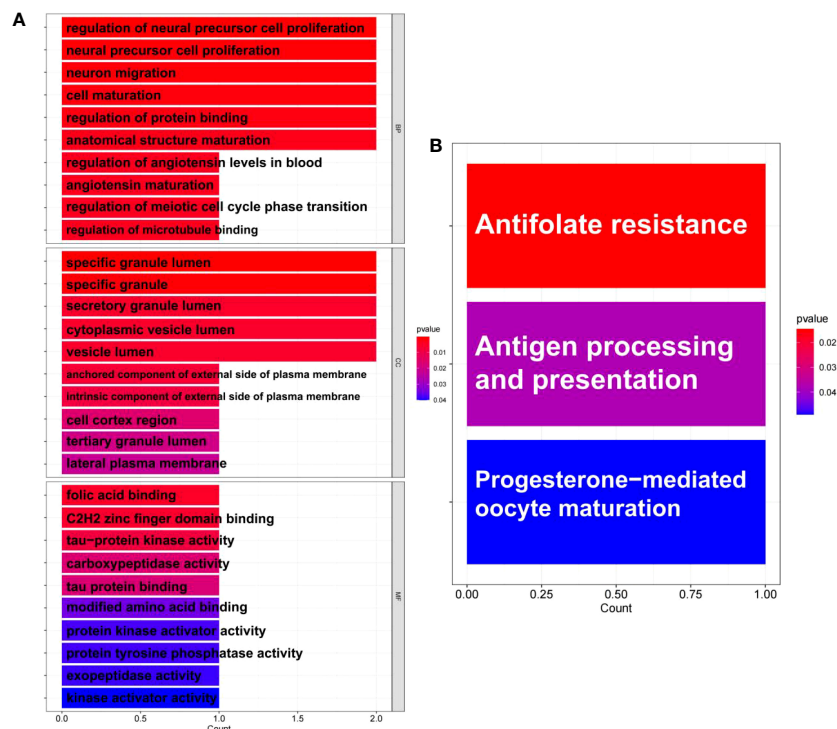 A
regulation of neural precursor cell proliferation
neural precursor cell proliferation
neuron migration
cell maturation
regulation of protein binding
anatomical structure maturation
regulation of angiotensin levels in blood
angiotensin maturation
regulation of meiotic cell cycle phase transition
regulation of microtubule binding
BP
specific granule lumen
specific granule
secretory granule lumen
cytoplasmic vesicle lumen
vesicle lumen
anchored component of external side of plasma membrane
intrinsic component of external side of plasma membrane
cell cortex region
tertiary granule lumen
lateral plasma membrane
CC
folic acid binding
C2H2 zinc finger domain binding
tau−protein kinase activity
carboxypeptidase activity
tau protein binding
modified amino acid binding
protein kinase activator activity
protein tyrosine phosphatase activity
exopeptidase activity
kinase activator activity
MF
0.0 0.5 1.0 1.5 2.0
Count
pvalue
0.01
0.02
0.03
0.04
B
Antifolate resistance
Antigen processing
and presentation
Progesterone−mediated
oocyte maturation
0.00 0.25 0.50 0.75 1.00
Count
pvalue
0.02
0.03
0.04